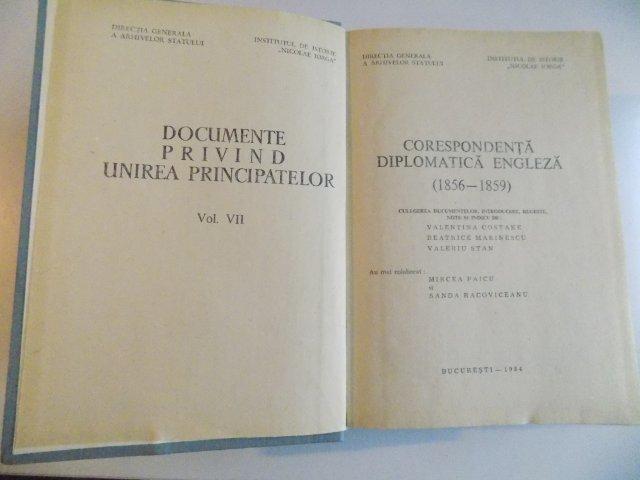 DIRECȚIA GENERALĂ
A ARHIVELOR STATULUI
INSTITUTUL DE ISTORIE
„NICOLAE IORGA”
DOCUMENTE
PRIVIND
UNIREA PRINCIPATELOR
Vol. VII
DIRECȚIA GENERALĂ
A ARHIVELOR STATULUI
INSTITUTUL DE ISTORIE
„NICOLAE IORGA”
CORESPONDENȚĂ
DIPLOMATICĂ ENGLEZĂ
(1856—1859)
CULEGEREA DOCUMENTELOR, INTRODUCERE, REGESTE,
NOTE ȘI INDICI DE:
VALENTINA COSTAKE
BEATRICE MARINESCU
VALERIU STAN
Au mai colaborat:
MIRCEA PAICU
și
SANDA RACOVICEANU
BUCUREȘTI—1984